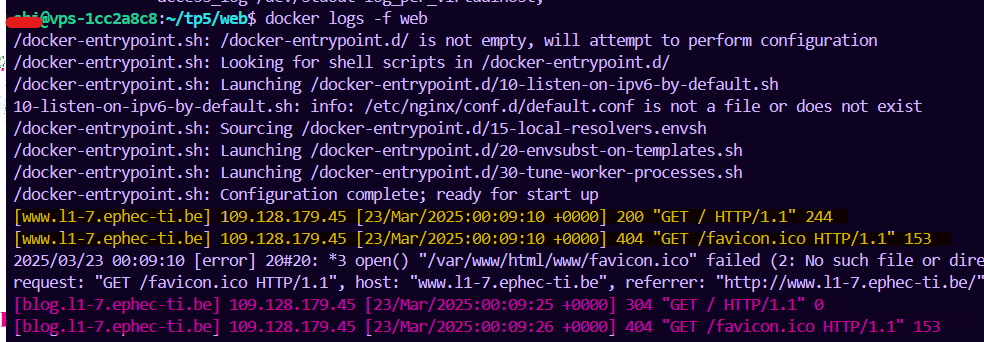 @vps-1cc2a8c8:~/tp5/web$ docker logs -f web
/docker-entrypoint.sh: /docker-entrypoint.d/ is not empty, will attempt to perform configuration
/docker-entrypoint.sh: Looking for shell scripts in /docker-entrypoint.d/
/docker-entrypoint.sh: Launching /docker-entrypoint.d/10-listen-on-ipv6-by-default.sh
10-listen-on-ipv6-by-default.sh: info: /etc/nginx/conf.d/default.conf is not a file or does not exist
/docker-entrypoint.sh: Sourcing /docker-entrypoint.d/15-local-resolvers.envsh
/docker-entrypoint.sh: Launching /docker-entrypoint.d/20-envsubst-on-templates.sh
/docker-entrypoint.sh: Launching /docker-entrypoint.d/30-tune-worker-processes.sh
/docker-entrypoint.sh: Configuration complete; ready for start up
[www.l1-7.ephec-ti.be] 109.128.179.45 [23/Mar/2025:00:09:10 +0000] 200 "GET / HTTP/1.1" 244
[www.l1-7.ephec-ti.be] 109.128.179.45 [23/Mar/2025:00:09:10 +0000] 404 "GET /favicon.ico HTTP/1.1" 153
2025/03/23 00:09:10 [error] 20#20: *3 open() "/var/www/html/www/favicon.ico" failed (2: No such file or dire
request: "GET /favicon.ico HTTP/1.1", host: "www.l1-7.ephec-ti.be", referrer: "http://www.l1-7.ephec-ti.be/"
[blog.l1-7.ephec-ti.be] 109.128.179.45 [23/Mar/2025:00:09:25 +0000] 304 "GET / HTTP/1.1" 0
[blog.l1-7.ephec-ti.be] 109.128.179.45 [23/Mar/2025:00:09:26 +0000] 404 "GET /favicon.ico HTTP/1.1" 153